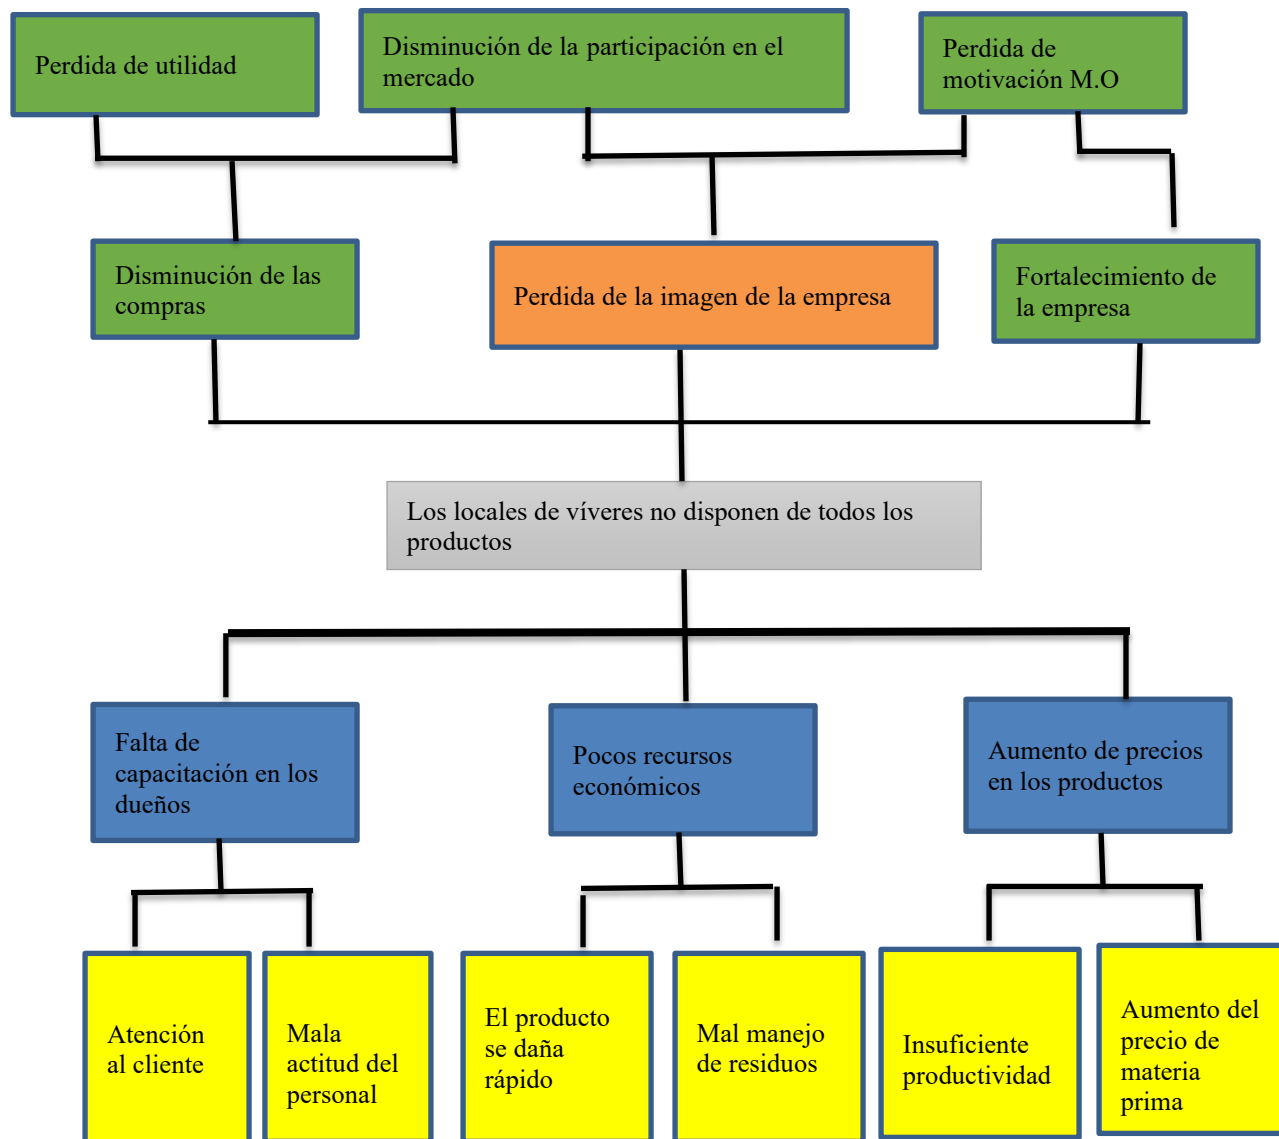 Perdida de utilidad
Disminución de la participación en el
mercado
Perdida de
motivación M.O
Disminución de las
compras
Perdida de la imagen de la empresa
Fortalecimiento de
la empresa
Los locales de víveres no disponen de todos los
productos
Falta de
capacitación en los
dueños
Pocos recursos
económicos
Aumento de precios
en los productos
Atención
al cliente
Mala
actitud del
personal
El producto
se daña
rápido
Mal manejo
de residuos
Insuficiente
productividad
Aumento del
precio de
materia
prima